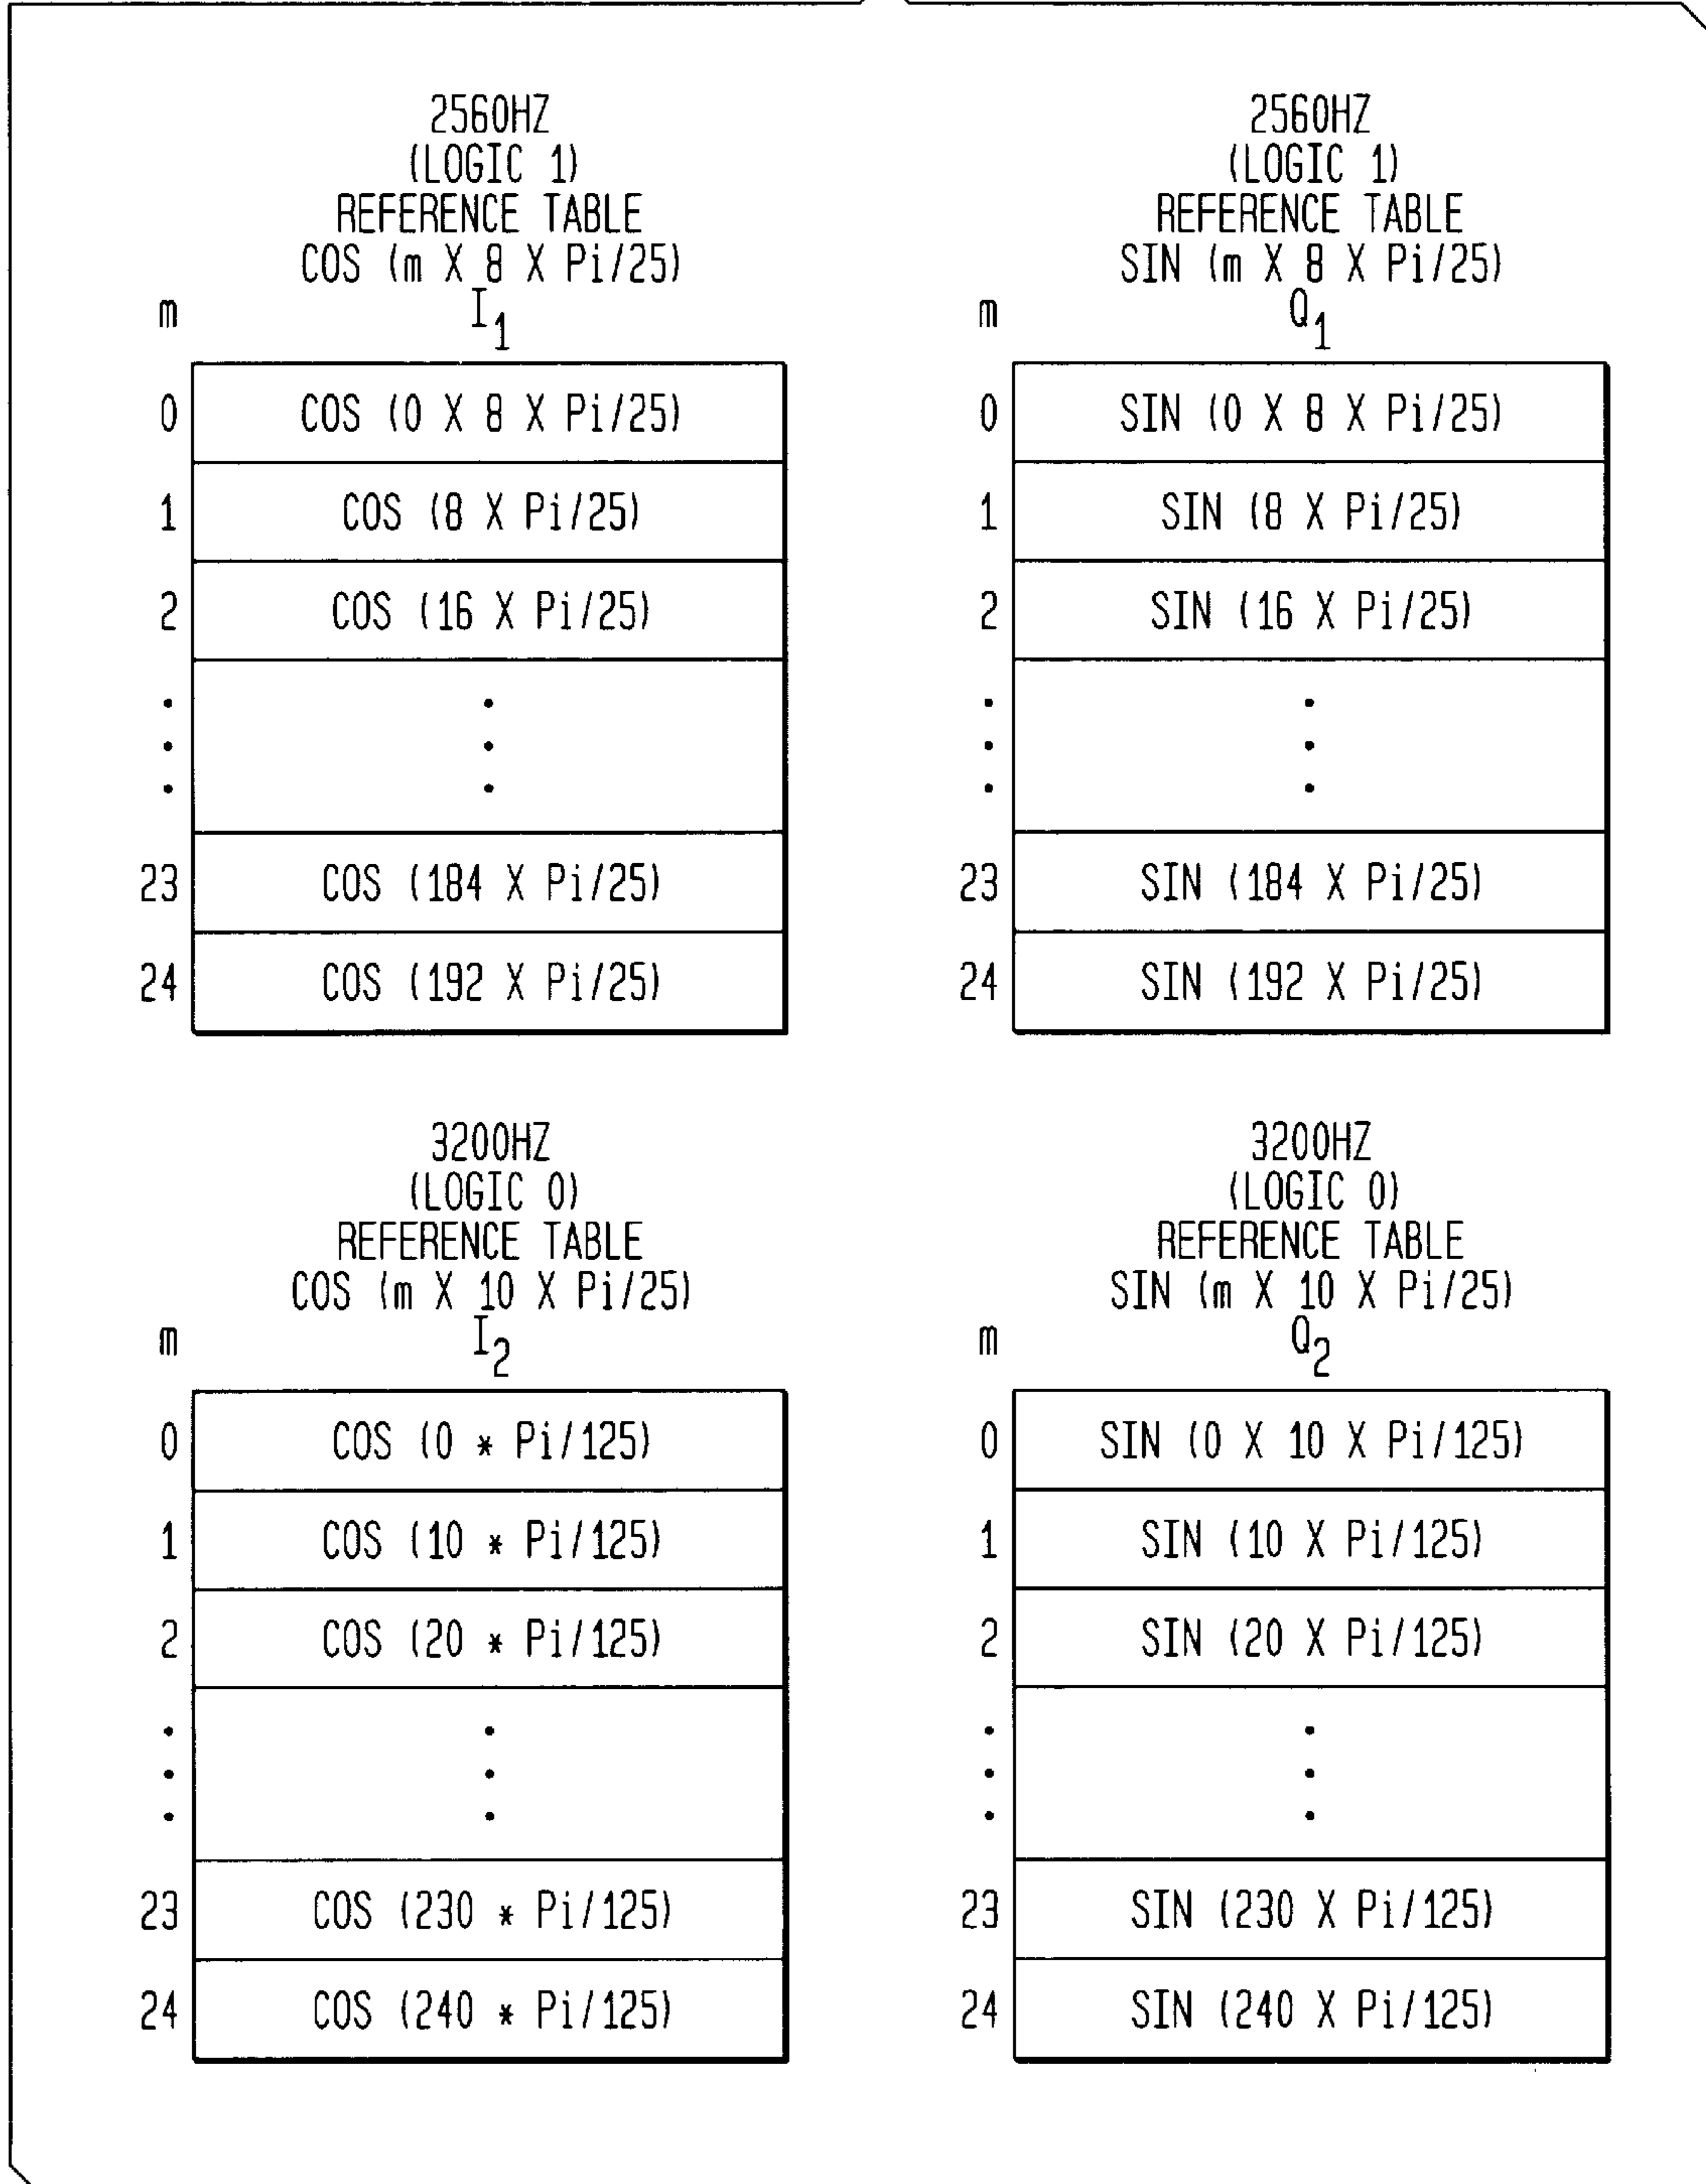 2560HZ
(LOGIC 1)
REFERENCE TABLE
COS (m X 8 X Pi/25)
m I1
0 COS (0 X 8 X Pi/25)
1 COS (8 X Pi/25)
2 COS (16 X Pi/25)
23 COS (184 X Pi/25)
24 COS (192 X Pi/25)
2560HZ
(LOGIC 1)
REFERENCE TABLE
SIN (m X 8 X Pi/25)
m Q1
0 SIN (0 X 8 X Pi/25)
1 SIN (8 X Pi/25)
2 SIN (16 X Pi/25)
23 SIN (184 X Pi/25)
24 SIN (192 X Pi/25)
3200HZ
(LOGIC 0)
REFERENCE TABLE
COS (m X 10 X Pi/25)
m I2
0 COS (0 * Pi/125)
1 COS (10 * Pi/125)
2 COS (20 * Pi/125)
23 COS (230 * Pi/125)
24 COS (240 * Pi/125)
3200HZ
(LOGIC 0)
REFERENCE TABLE
SIN (m X 10 X Pi/25)
m Q2
0 SIN (0 X 10 X Pi/125)
1 SIN (10 X Pi/125)
2 SIN (20 X Pi/125)
23 SIN (230 X Pi/125)
24 SIN (240 X Pi/125)